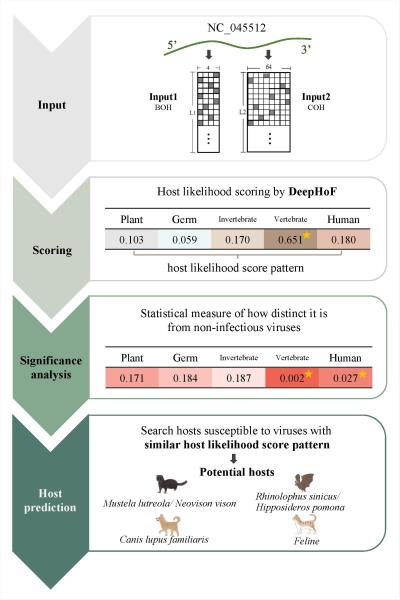 NC_045512
5’
3’
Input
4
64
Input1
BOH
L1
L2
Input2
COH
Host likelihood scoring by DeepHoF
Scoring
Plant Germ Invertebrate Vertebrate Human
0.103 0.059 0.170 0.651 0.180
host likelihood score pattern
Statistical measure of how distinct it is
from non-infectious viruses
Significance
analysis
Plant Germ Invertebrate Vertebrate Human
0.171 0.184 0.187 0.002 0.027
Search hosts susceptible to viruses with
similar host likelihood score pattern
Host
prediction
Potential hosts
Mustela lutreola/ Neovison vison
Rhinolophus sinicus/
Hipposideros pomona
Canis lupus familiaris
Feline